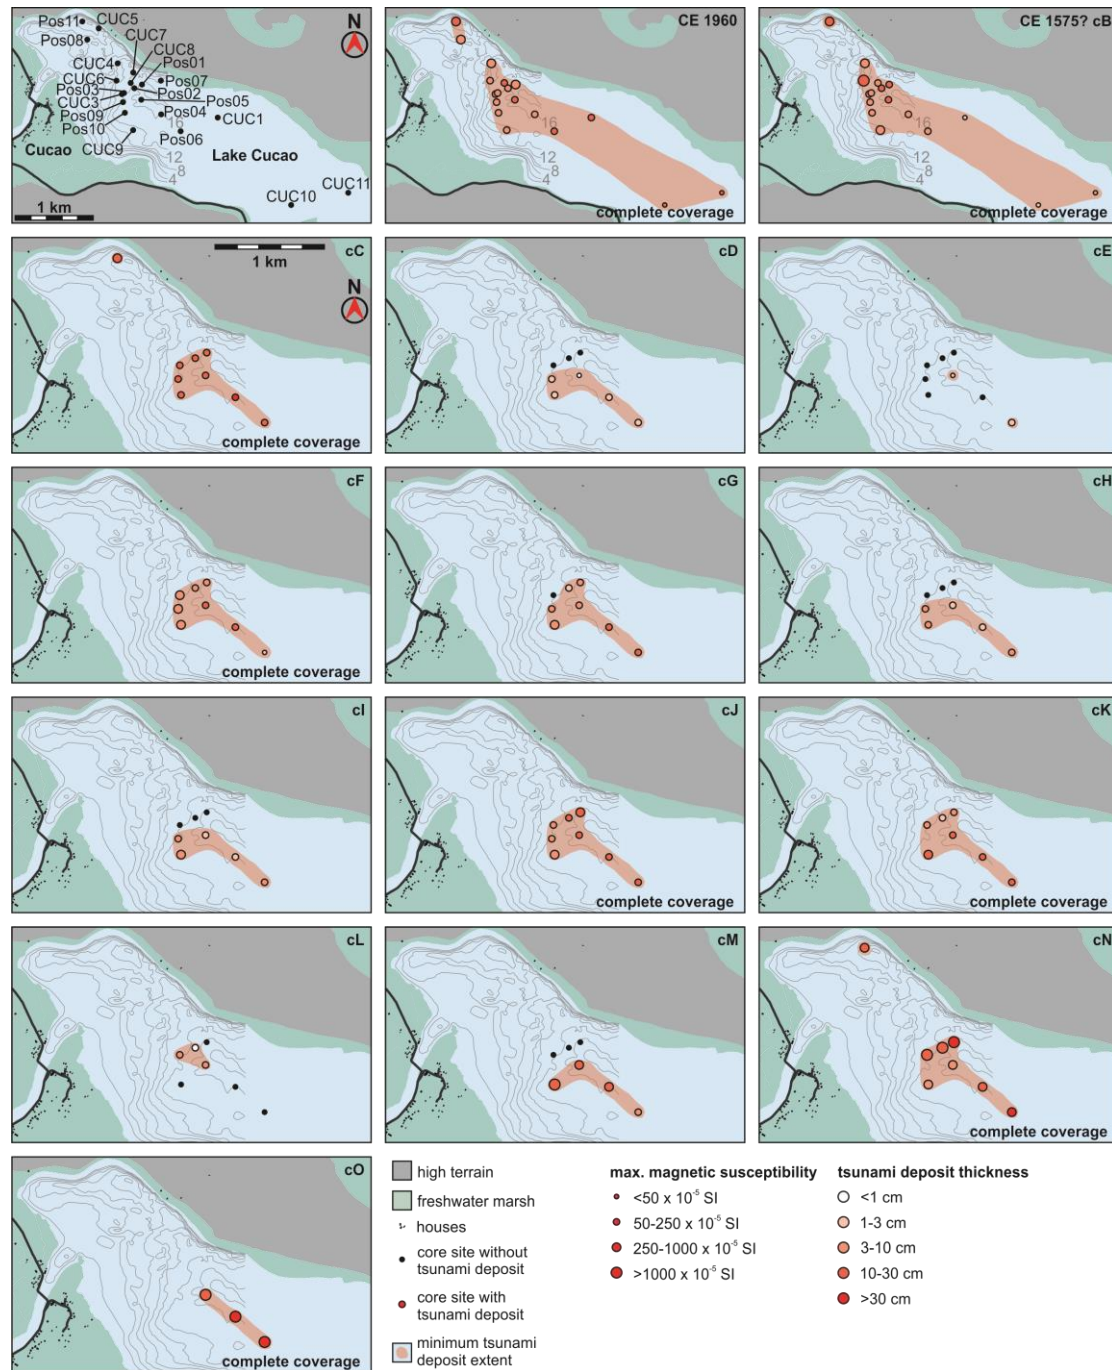 Pos11
CUC5
N
CUC7
Pos08
CUC8
Pos01
CUC4
Pos07
CUC6
Pos03
Pos02
CUC3
Pos05
Pos09
Pos04
Pos10
16
CUC1
Cucao
CUC9
Pos06
12
Lake Cucao
8
4
CUC11
CUC10
1 km
CE 1960
16
12
8
4
complete coverage
CE 1575? cB
16
12
8
4
complete coverage
cC
1 km
N
complete coverage
cD
cE
cF
complete coverage
cG
cH
cI
cJ
complete coverage
cK
complete coverage
cL
cM
cN
complete coverage
cO
complete coverage
high terrain
freshwater marsh
houses
core site without
tsunami deposit
core site with
tsunami deposit
minimum tsunami
deposit extent
max. magnetic susceptibility
<50 x 10⁻⁵ SI
50-250 x 10⁻⁵ SI
250-1000 x 10⁻⁵ SI
>1000 x 10⁻⁵ SI
tsunami deposit thickness
<1 cm
1-3 cm
3-10 cm
10-30 cm
>30 cm